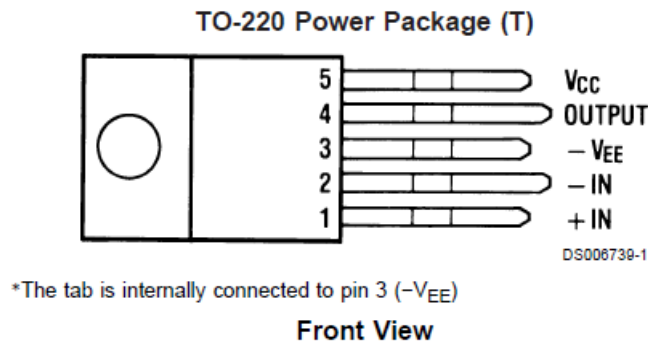 TO-220 Power Package (T)
5 VCC
4 OUTPUT
3 −VEE
2 −IN
1 +IN
DS006739-1
*The tab is internally connected to pin 3 (−VEE)
Front View